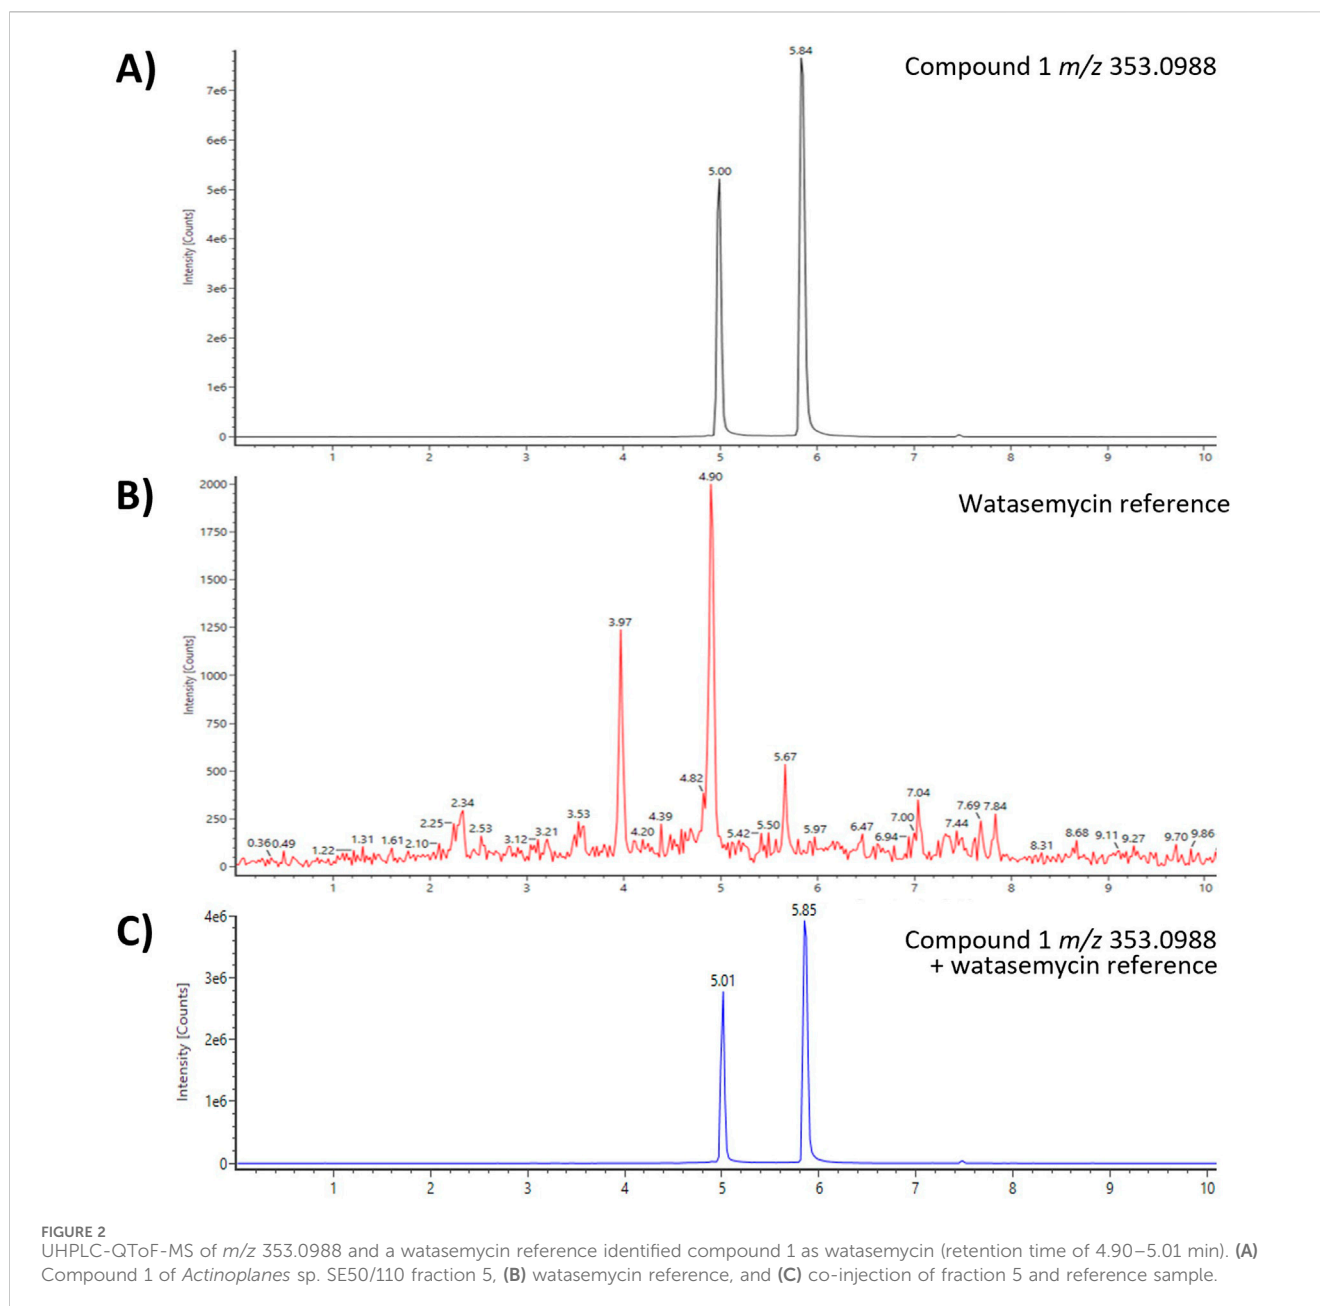 A)
Compound 1 m/z 353.0988
5.84
5.00
7e6
6e6
5e6
4e6
3e6
2e6
1e6
0
Intensity [Counts]
1 2 3 4 5 6 7 8 9 10
B)
Watasemycin reference
4.90
3.97
5.67
4.82
2.34
2.25
2.53
3.53
4.39
4.20
7.04
7.00
7.69
7.84
0.36
0.49
1.22
1.31
1.61
2.10
3.12
3.21
5.42
5.50
5.97
6.47
6.94
7.44
8.31
8.68
9.11
9.27
9.70
9.86
2000
1750
1500
1250
1000
750
500
250
0
Intensity [Counts]
1 2 3 4 5 6 7 8 9 10
C)
Compound 1 m/z 353.0988
+ watasemycin reference
5.85
5.01
4e6
3e6
2e6
1e6
0
Intensity [Counts]
1 2 3 4 5 6 7 8 9 10
FIGURE 2
UHPLC-QToF-MS of m/z 353.0988 and a watasemycin reference identified compound 1 as watasemycin (retention time of 4.90–5.01 min). (A)
Compound 1 of Actinoplanes sp. SE50/110 fraction 5, (B) watasemycin reference, and (C) co-injection of fraction 5 and reference sample.